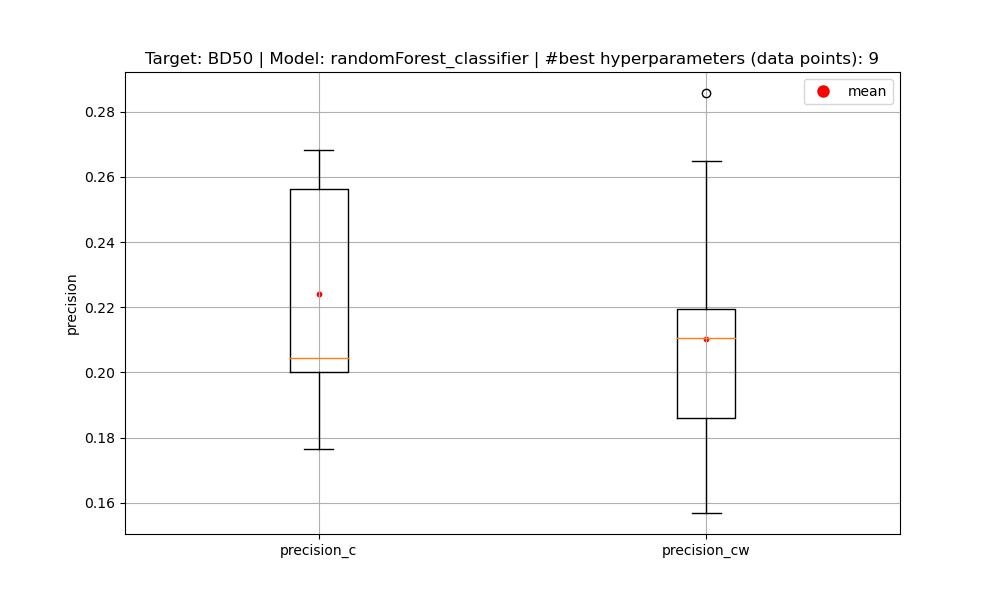 Target: BD50 | Model: randomForest_classifier | #best hyperparameters (data points): 9
mean
0.28
0.26
0.24
0.22
0.20
0.18
0.16
precision
precision_c
precision_cw